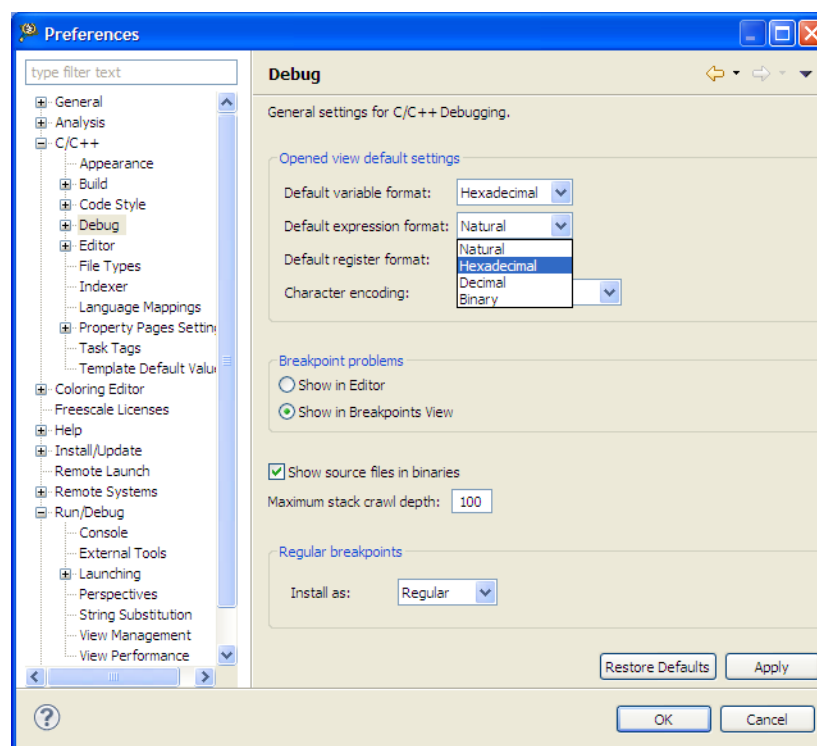 Preferences
type filter text
General
Analysis
C/C++
Appearance
Build
Code Style
Debug
Editor
File Types
Indexer
Language Mappings
Property Pages Settin
Task Tags
Template Default Valu
Coloring Editor
Freescale Licenses
Help
Install/Update
Remote Launch
Remote Systems
Run/Debug
Console
External Tools
Launching
Perspectives
String Substitution
View Management
View Performance
Debug
General settings for C/C++ Debugging.
Opened view default settings
Default variable format: Hexadecimal
Default expression format: Natural
Natural
Default register format: Hexadecimal
Decimal
Character encoding: Binary
Breakpoint problems
Show in Editor
Show in Breakpoints View
Show source files in binaries
Maximum stack crawl depth: 100
Regular breakpoints
Install as: Regular
Restore Defaults Apply
? OK Cancel